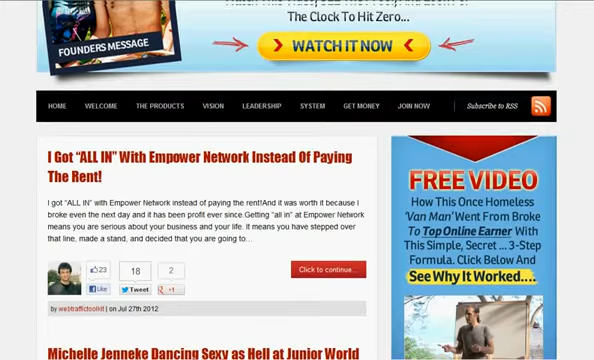 The Clock To Hit Zero...
FOUNDERS MESSAGE
WATCH IT NOW
HOME WELCOME THE PRODUCTS VISION LEADERSHIP SYSTEM GET MONEY JOIN NOW Subscribe to RSS
I Got “ALL IN” With Empower Network Instead Of Paying
The Rent!
I got “ALL IN” with Empower Network instead of paying the rent!And it was worth it because I
broke even the next day and it has been profit ever since.Getting “all in” at Empower Network
means you are serious about your business and your life. It means you have stepped over
that line, made a stand, and decided that you are going to...
23
18
2
Click to continue...
Like
Tweet
+1
by webtraffictoolkit | on Jul 27th 2012
Michelle Jenneke Dancing Sexy as Hell at Junior World
FREE VIDEO
How This Once Homeless
'Van Man' Went From Broke
To Top Online Earner With
This Simple, Secret ... 3-Step
Formula. Click Below And
See Why It Worked....